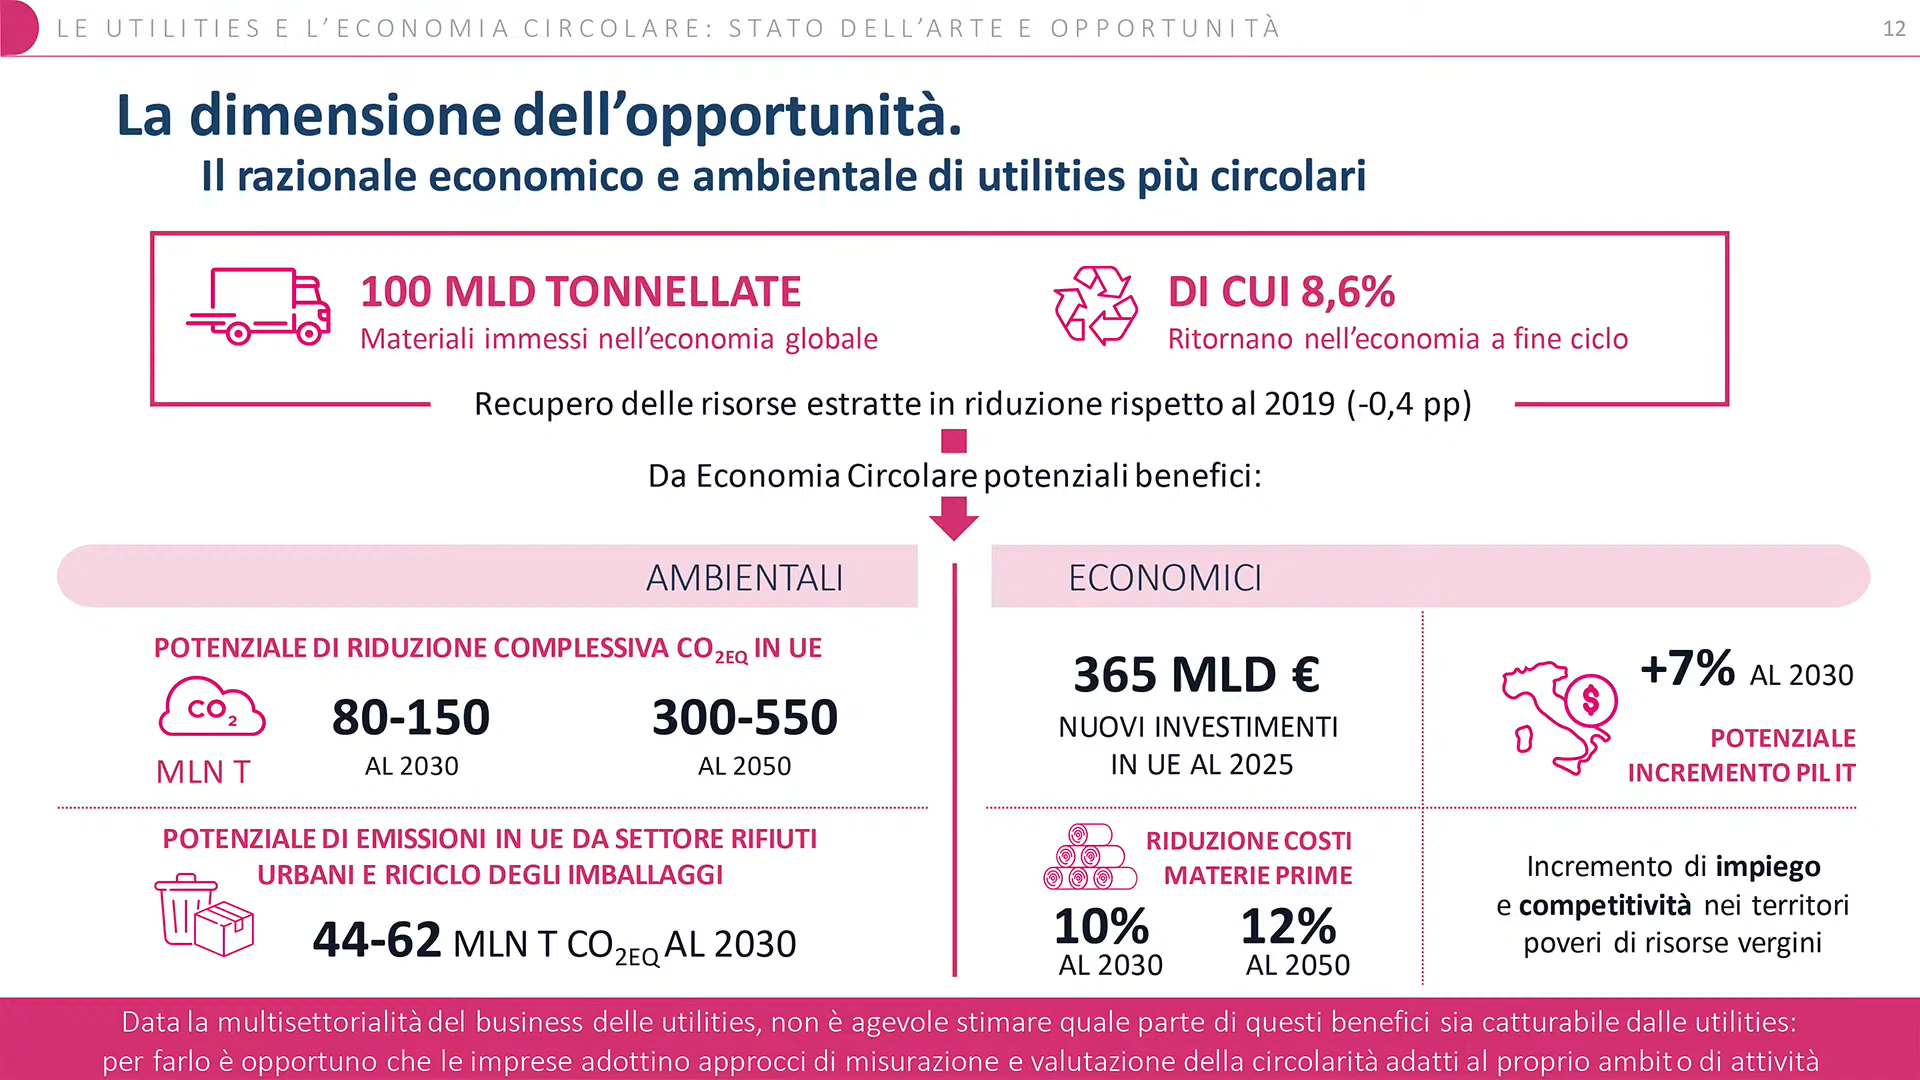 LE UTILITIES E L’ECONOMIA CIRCOLARE: STATO DELL’ARTE E OPPORTUNITÀ
12
La dimensione dell’opportunità.
Il razionale economico e ambientale di utilities più circolari
100 MLD TONNELLATE
Materiali immessi nell’economia globale
DI CUI 8,6%
Ritornano nell’economia a fine ciclo
Recupero delle risorse estratte in riduzione rispetto al 2019 (-0,4 pp)
Da Economia Circolare potenziali benefici:
AMBIENTALI
POTENZIALE DI RIDUZIONE COMPLESSIVA CO2EQ IN UE
CO2
MLN T
80-150
AL 2030
300-550
AL 2050
POTENZIALE DI EMISSIONI IN UE DA SETTORE RIFIUTI
URBANI E RICICLO DEGLI IMBALLAGGI
44-62 MLN T CO2EQ AL 2030
ECONOMICI
365 MLD €
NUOVI INVESTIMENTI
IN UE AL 2025
$
+7% AL 2030
POTENZIALE
INCREMENTO PIL IT
RIDUZIONE COSTI
MATERIE PRIME
10%
AL 2030
12%
AL 2050
Incremento di impiego
e competitività nei territori
poveri di risorse vergini
Data la multisettorialità del business delle utilities, non è agevole stimare quale parte di questi benefici sia catturabile dalle utilities:
per farlo è opportuno che le imprese adottino approcci di misurazione e valutazione della circolarità adatti al proprio ambito di attività